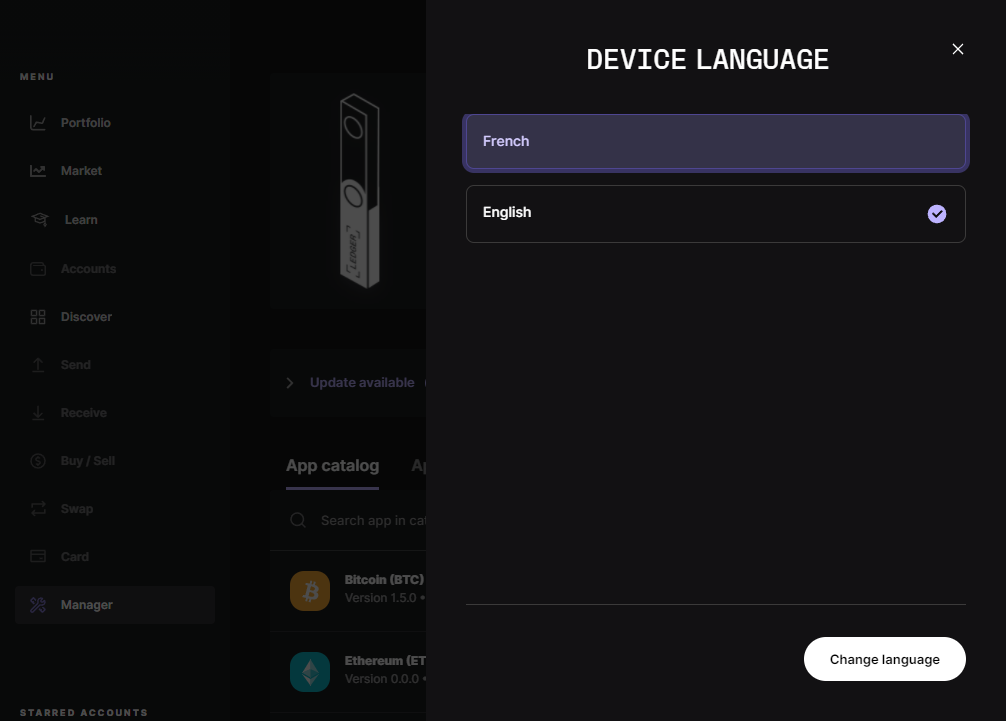 MENU
Portfolio
Market
Learn
Accounts
Discover
Send
Receive
Buy / Sell
Swap
Card
Manager
STARRED ACCOUNTS
LEDGER
Update available
App catalog
Search app in cat
Bitcoin (BTC)
Version 1.5.0 •
Ethereum (ET
Version 0.0.0 •
DEVICE LANGUAGE
French
English
Change language